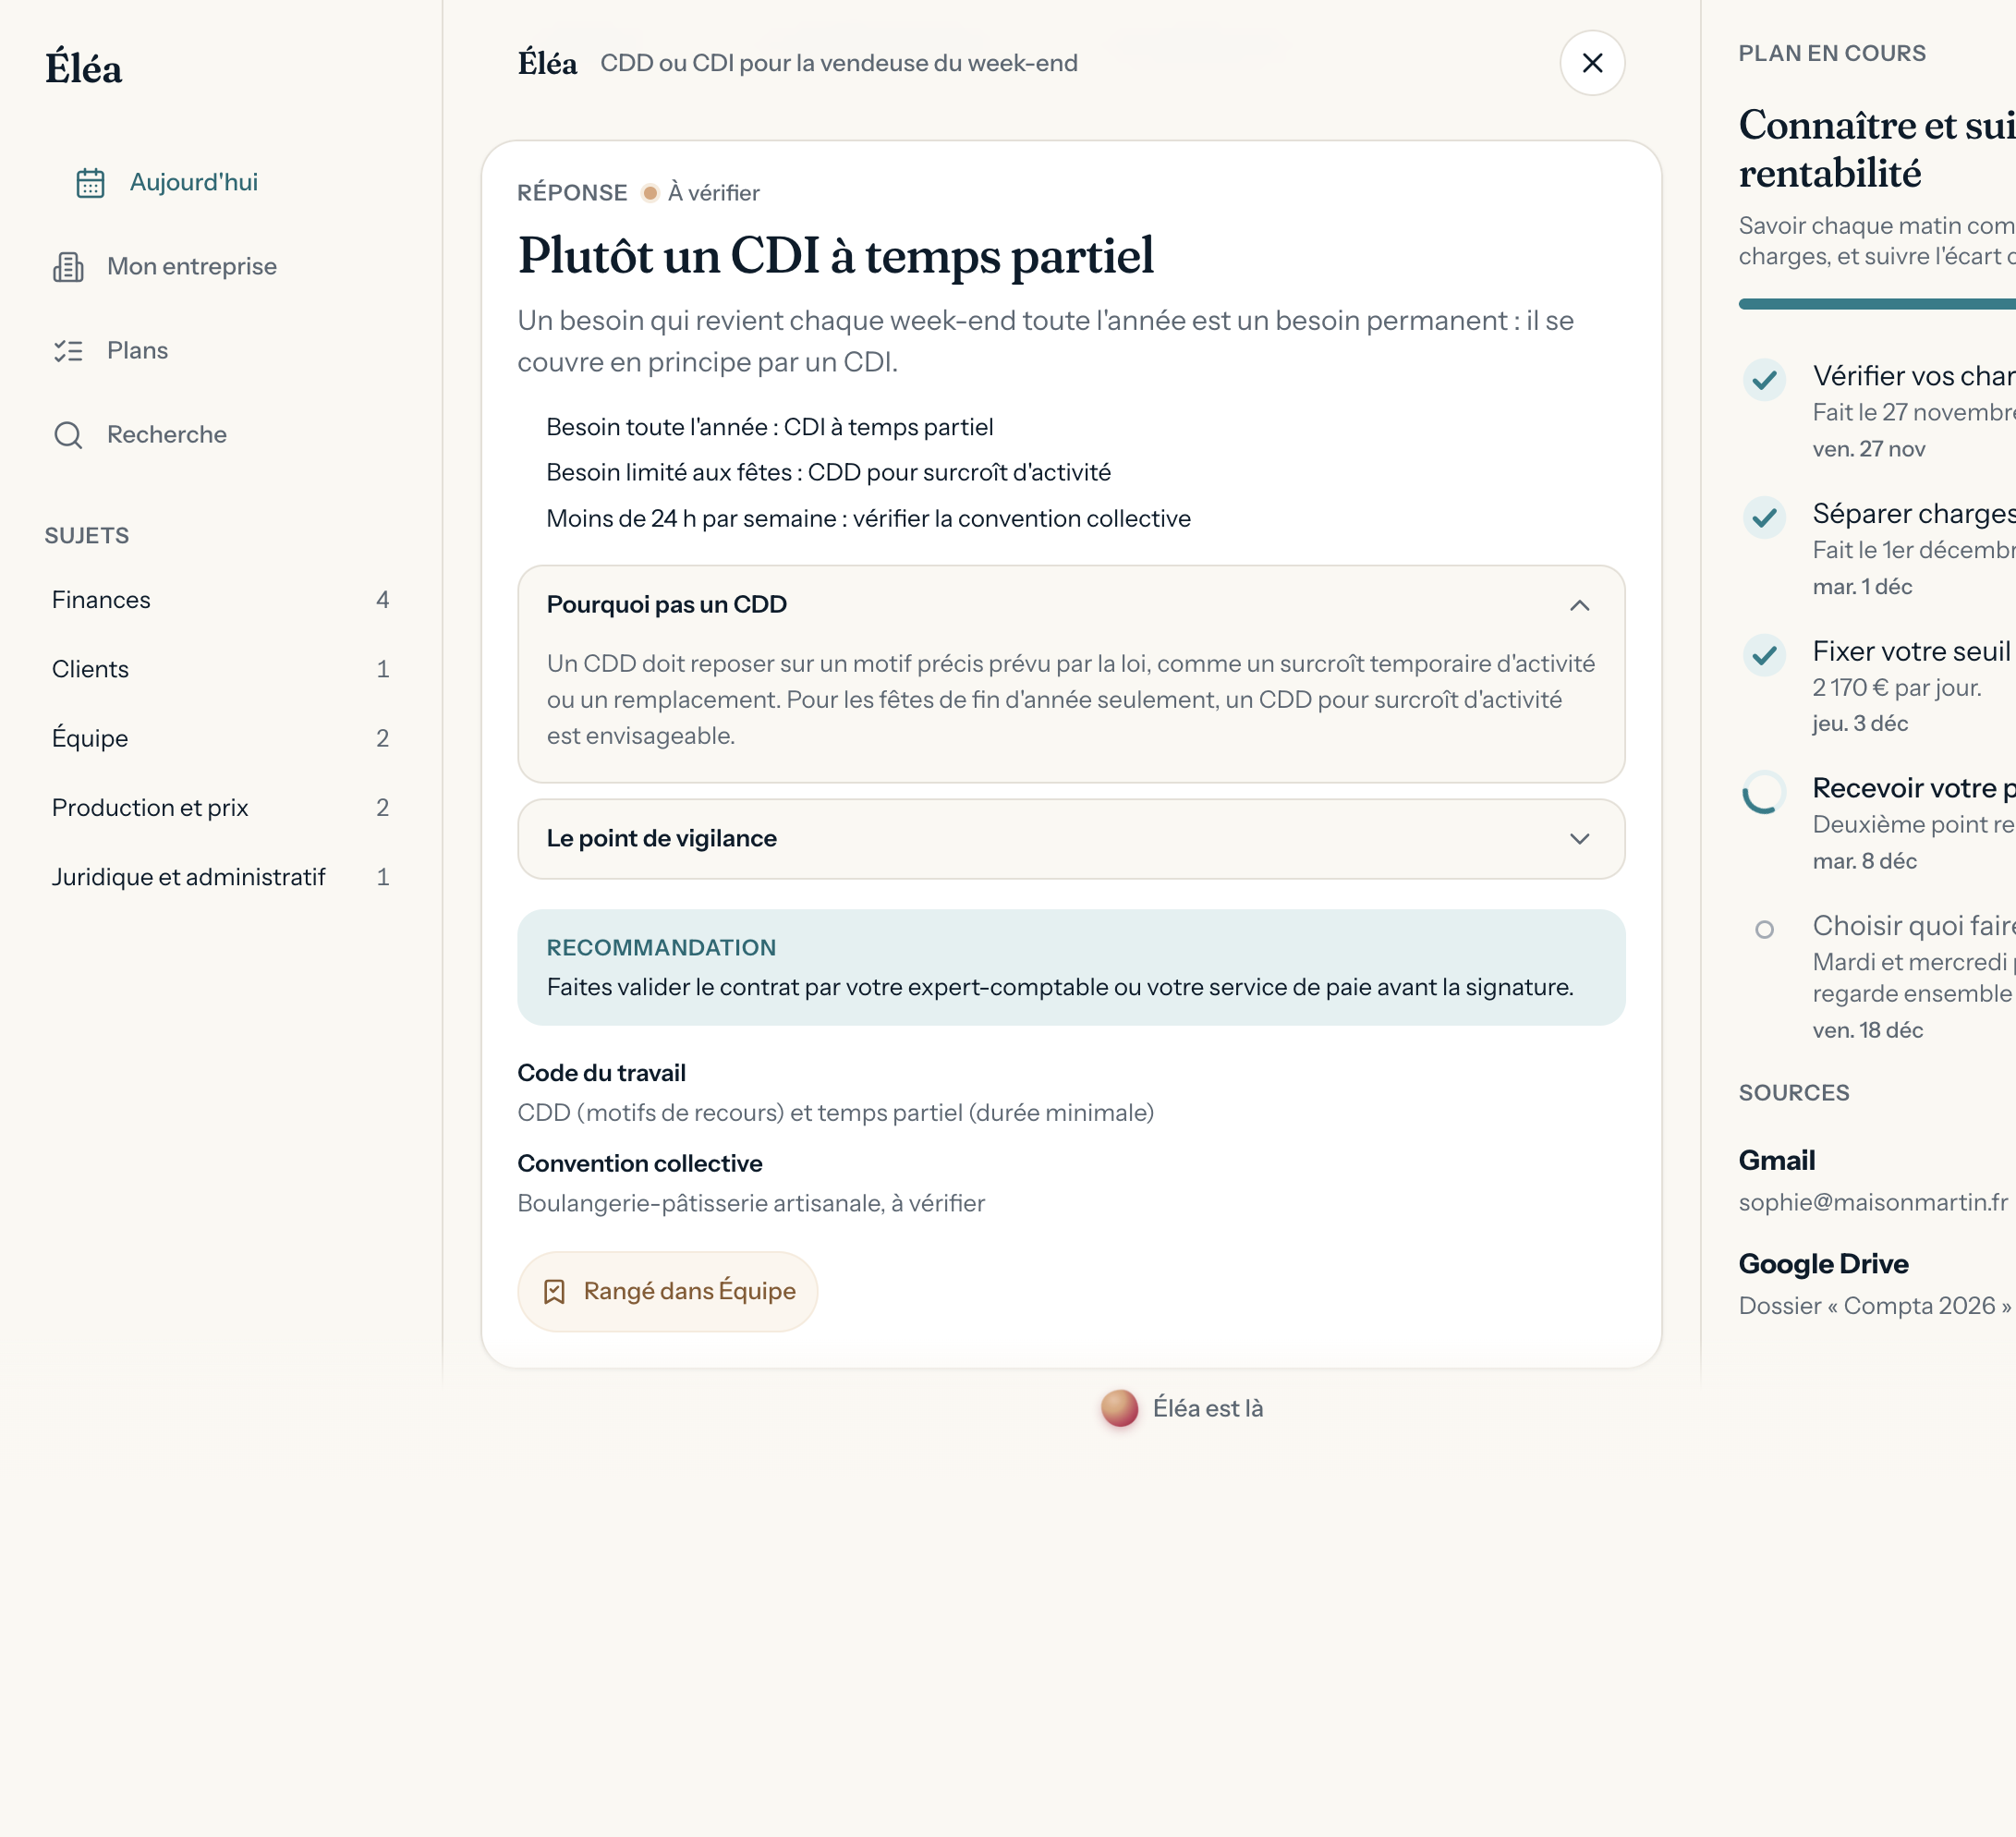 Éléa
Aujourd'hui
Mon entreprise
Plans
Recherche
SUJETS
Finances 4
Clients 1
Équipe 2
Production et prix 2
Juridique et administratif 1
Éléa CDD ou CDI pour la vendeuse du week-end
RÉPONSE À vérifier
Plutôt un CDI à temps partiel
Un besoin qui revient chaque week-end toute l'année est un besoin permanent : il se
couvre en principe par un CDI.
Besoin toute l'année : CDI à temps partiel
Besoin limité aux fêtes : CDD pour surcroît d'activité
Moins de 24 h par semaine : vérifier la convention collective
Pourquoi pas un CDD
Un CDD doit reposer sur un motif précis prévu par la loi, comme un surcroît temporaire d'activité
ou un remplacement. Pour les fêtes de fin d'année seulement, un CDD pour surcroît d'activité
est envisageable.
Le point de vigilance
RECOMMANDATION
Faites valider le contrat par votre expert-comptable ou votre service de paie avant la signature.
Code du travail
CDD (motifs de recours) et temps partiel (durée minimale)
Convention collective
Boulangerie-pâtisserie artisanale, à vérifier
Rangé dans Équipe
Éléa est là
PLAN EN COURS
Connaître et sui
rentabilité
Savoir chaque matin com
charges, et suivre l'écart
Vérifier vos char
Fait le 27 novembre
ven. 27 nov
Séparer charges
Fait le 1er décembr
mar. 1 déc
Fixer votre seuil
2 170 € par jour.
jeu. 3 déc
Recevoir votre p
Deuxième point re
mar. 8 déc
Choisir quoi faire
Mardi et mercredi
regarde ensemble
ven. 18 déc
SOURCES
Gmail
sophie@maisonmartin.fr
Google Drive
Dossier « Compta 2026 »